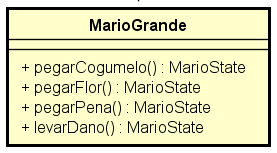 MarioGrande
+ pegarCogumelo() : MarioState
+ pegarFlor() : MarioState
+ pegarPena() : MarioState
+ levarDano() : MarioState